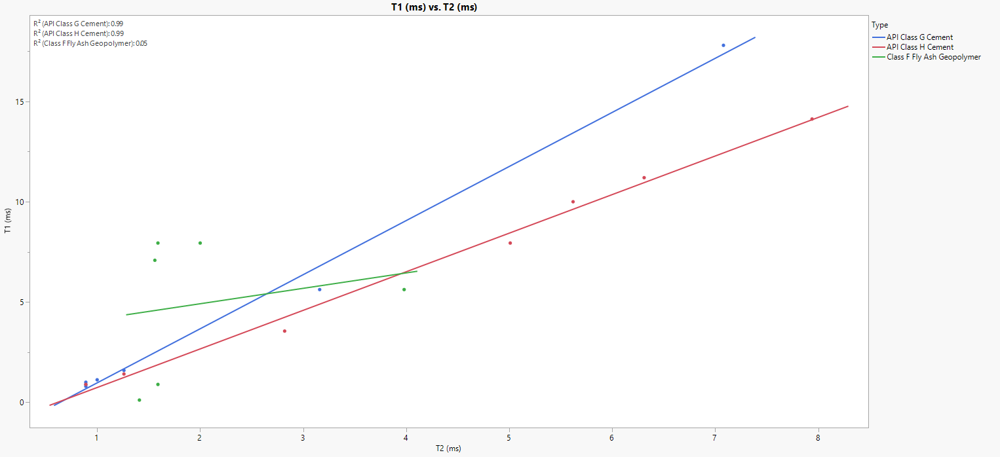 T1 (ms) vs. T2 (ms)
R² (API Class G Cement): 0.99
R² (API Class H Cement): 0.99
R² (Class F Fly Ash Geopolymer): 0.05
Type
API Class G Cement
API Class H Cement
Class F Fly Ash Geopolymer
15
10
5
0
T1 (ms)
1 2 3 4 5 6 7 8
T2 (ms)